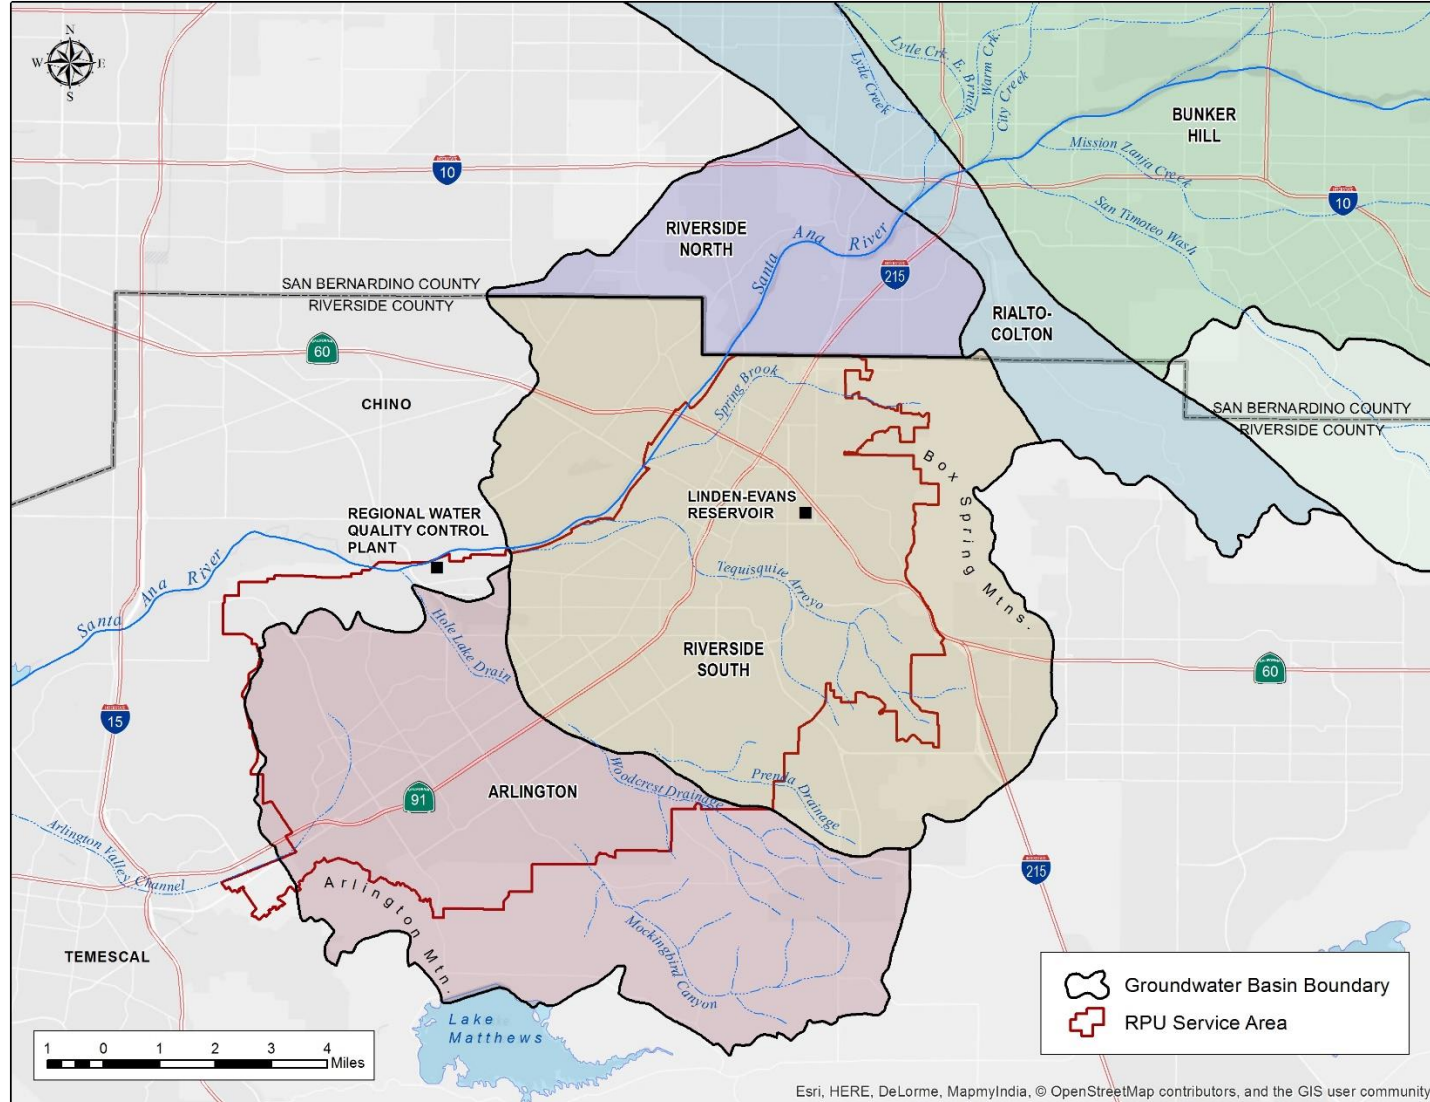 N
W E
S
Lytle Crk. E. Brnch
Warm Crk.
City Creek
Lytle Creek
BUNKER
HILL
Mission Zanja Creek
San Timoteo Wash
10
10
RIVERSIDE
NORTH
Santa Ana River
215
SAN BERNARDINO COUNTY
RIVERSIDE COUNTY
RIALTO-
COLTON
CALIFORNIA
60
Spring Brook
CHINO
SAN BERNARDINO COUNTY
RIVERSIDE COUNTY
Box Spring Mtns.
LINDEN-EVANS
RESERVOIR
REGIONAL WATER
QUALITY CONTROL
PLANT
Santa Ana River
Tequisquite Arroyo
Hole Lake Drain
RIVERSIDE
SOUTH
60
15
Woodcrest Drainage
Prenda Drainage
ARLINGTON
91
Arlington Valley Channel
215
Arlington Mtn.
Mockingbird Canyon
TEMESCAL
Lake
Matthews
Groundwater Basin Boundary
RPU Service Area
1 0 1 2 3 4
Miles
Esri, HERE, DeLorme, MapmyIndia, © OpenStreetMap contributors, and the GIS user community